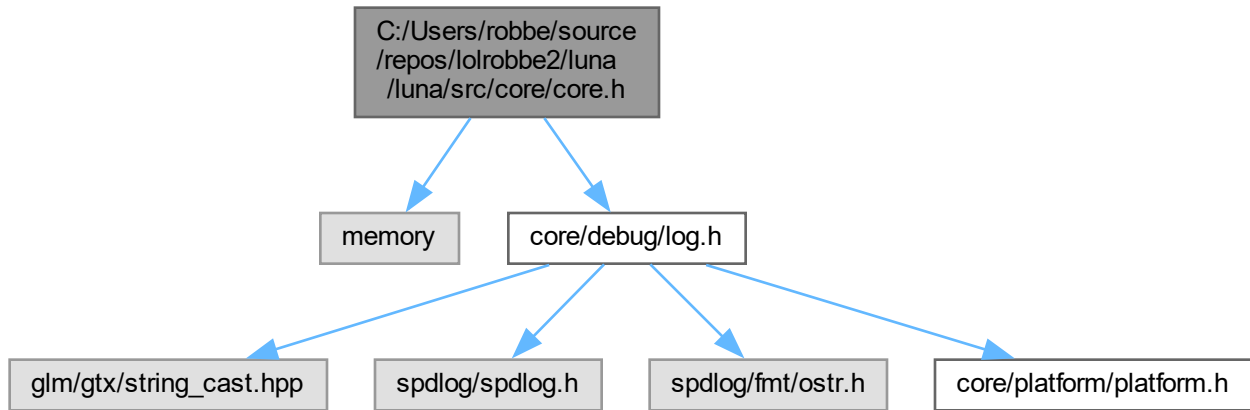 C:/Users/robbe/source
/repos/lolrobbe2/luna
/luna/src/core/core.h
memory
core/debug/log.h
glm/gtx/string_cast.hpp
spdlog/spdlog.h
spdlog/fmt/ostr.h
core/platform/platform.h